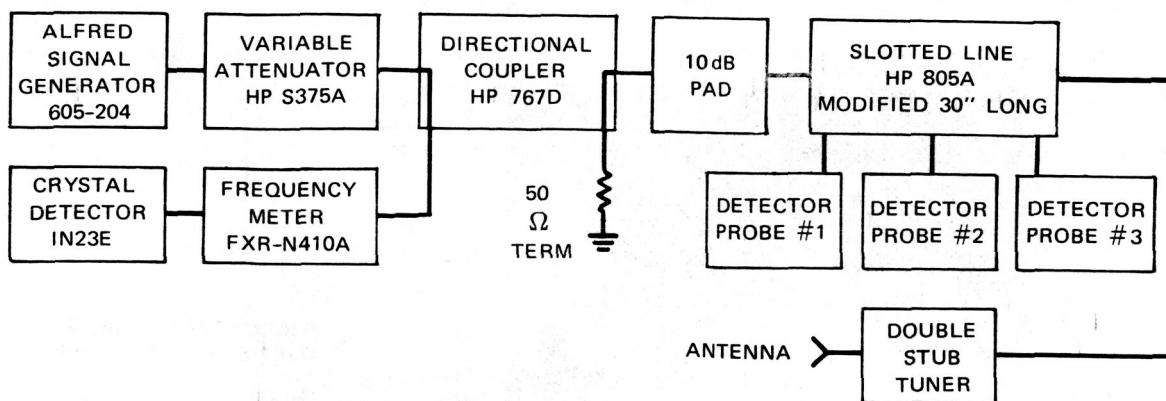 ALFRED
SIGNAL
GENERATOR
605-204
VARIABLE
ATTENUATOR
HP S375A
DIRECTIONAL
COUPLER
HP 767D
10 dB
PAD
SLOTTED LINE
HP 805A
MODIFIED 30" LONG
CRYSTAL
DETECTOR
IN23E
FREQUENCY
METER
FXR-N410A
50
Ω
TERM
DETECTOR
PROBE #1
DETECTOR
PROBE #2
DETECTOR
PROBE #3
ANTENNA
DOUBLE
STUB
TUNER